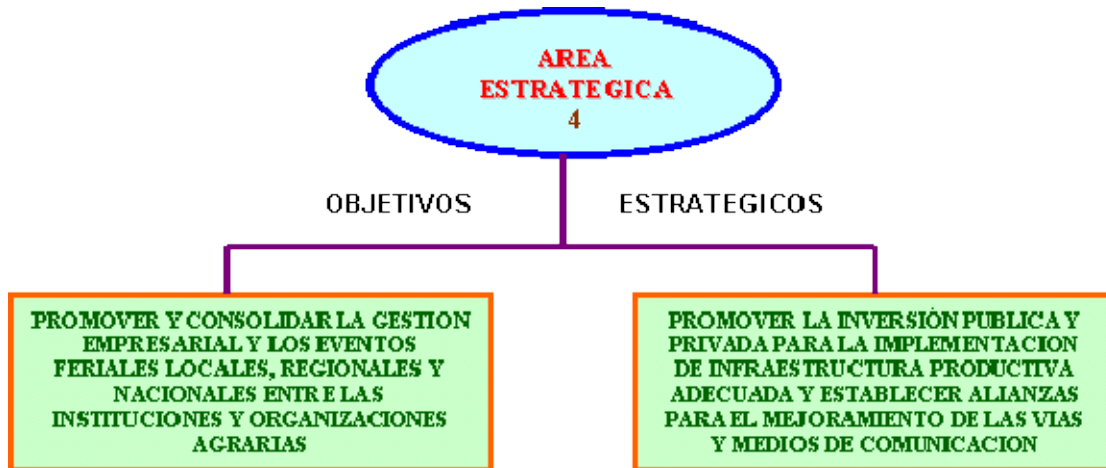 AREA
ESTRATEGICA
4
OBJETIVOS ESTRATEGICOS
PROMOVER Y CONSOLIDAR LA GESTION
EMPRESARIAL Y LOS EVENTOS
FERIALES LOCALES, REGIONALES Y
NACIONALES ENTRE LAS
INSTITUCIONES Y ORGANIZACIONES
AGRARIAS
PROMOVER LA INVERSIÓN PUBLICA Y
PRIVADA PARA LA IMPLEMENTACION
DE INFRAESTRUCTURA PRODUCTIVA
ADECUADA Y ESTABLECER ALIANZAS
PARA EL MEJORAMIENTO DE LAS VIAS
Y MEDIOS DE COMUNICACION